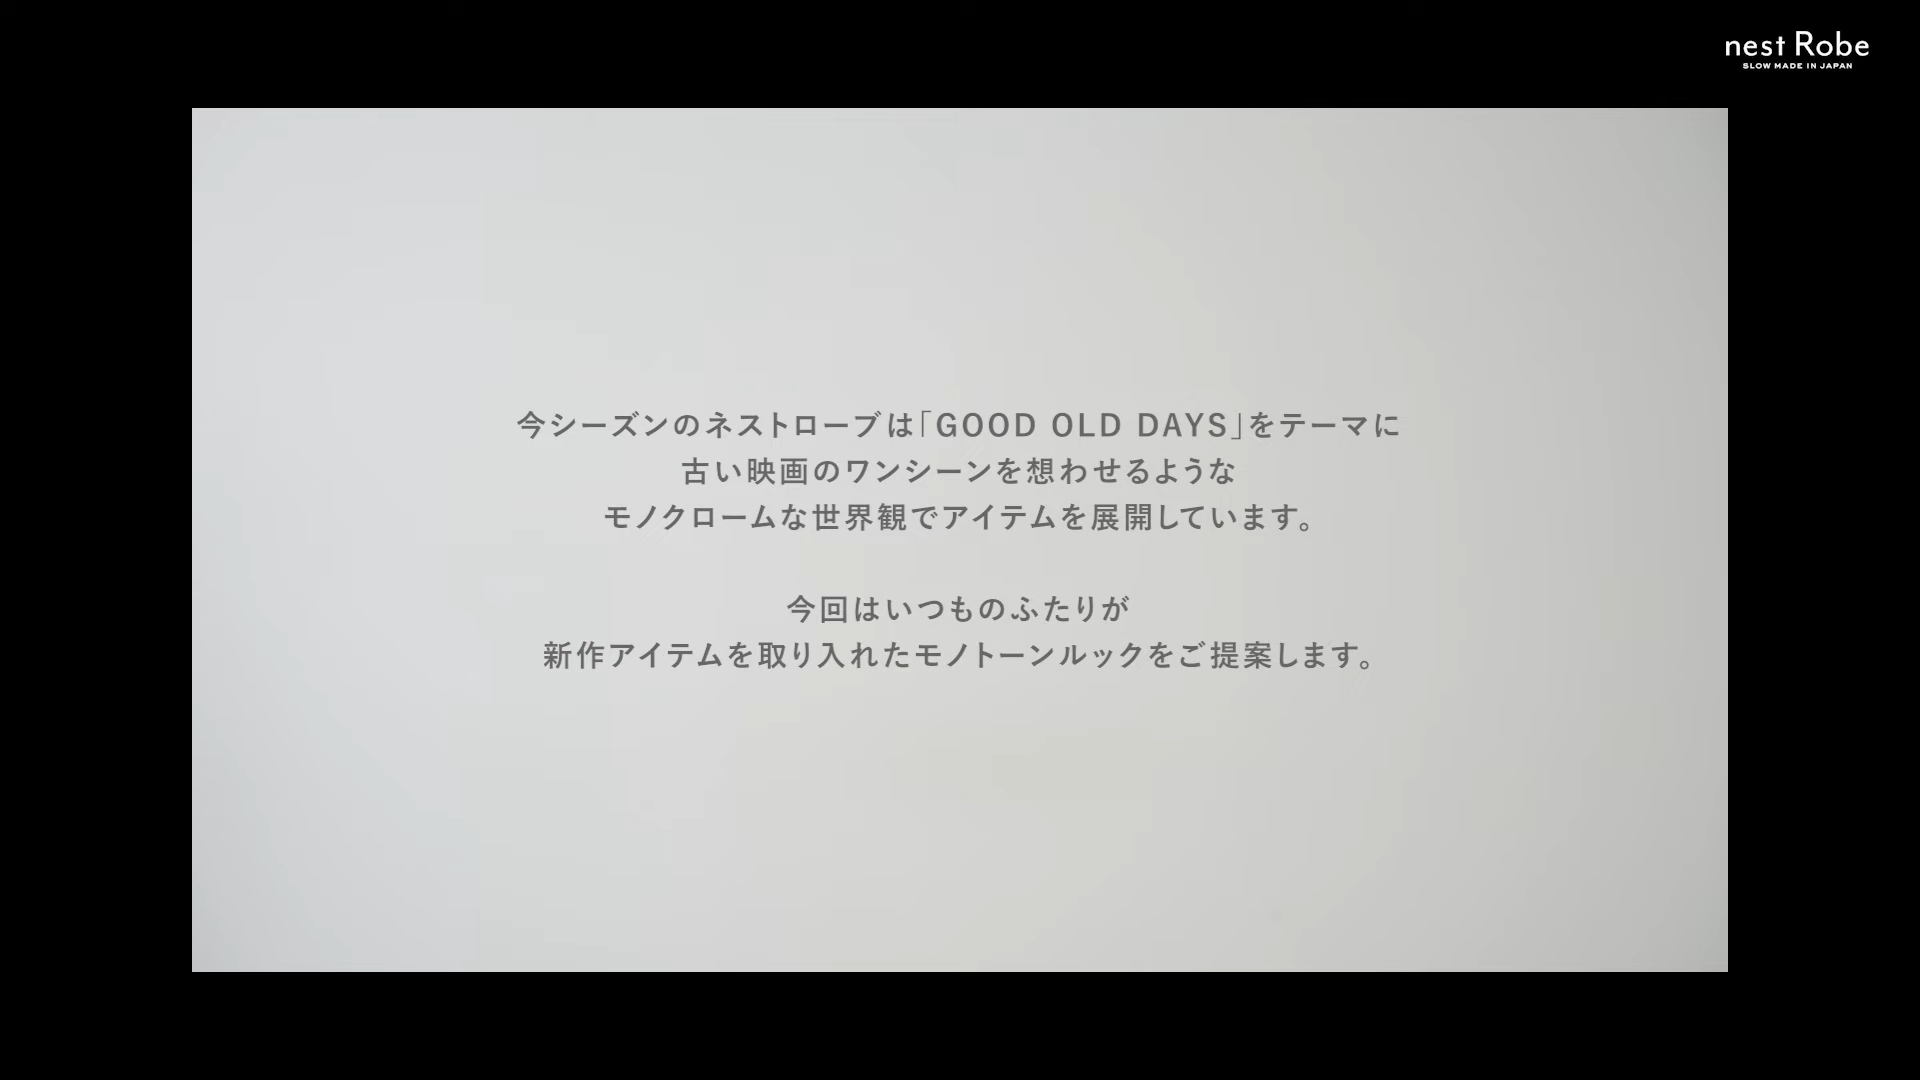 nest Robe
SLOW MADE IN JAPAN
今シーズンのネストローブは「GOOD OLD DAYS」をテーマに
古い映画のワンシーンを想わせるような
モノクロームな世界観でアイテムを展開しています。
今回はいつものふたりが
新作アイテムを取り入れたモノトーンルックをご提案します。